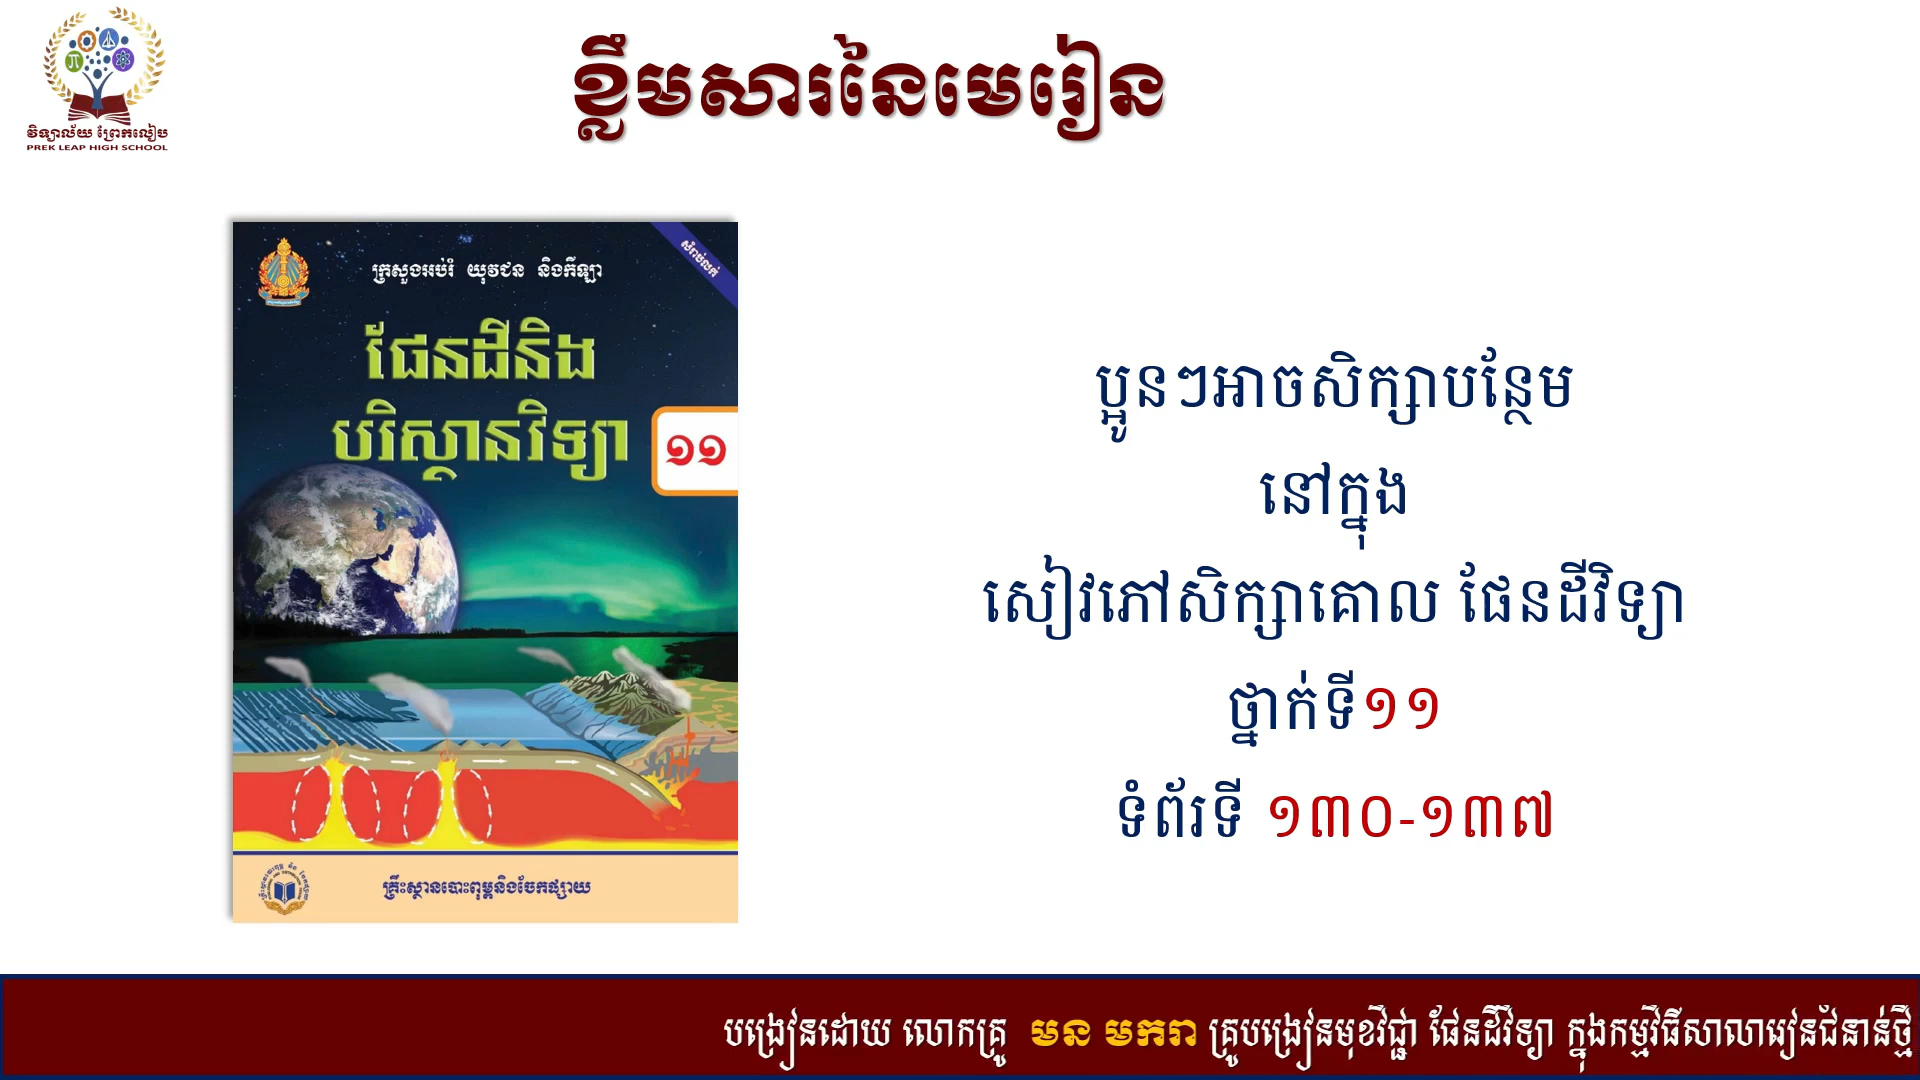 ខ្លឹមសារនៃមេរៀន
វិទ្យាល័យ ព្រែកលៀប
PREK LEAP HIGH SCHOOL
សំរាប់លក់
ក្រសួងអប់រំ យុវជន និងកីឡា
ផែនដីនិង
បរិស្ថានវិទ្យា
១១
គ្រឹះស្ថានបោះពុម្ពនិងចែកផ្សាយ
ប្អូនៗអាចសិក្សាបន្ថែម
នៅក្នុង
សៀវភៅសិក្សាគោល ផែនដីវិទ្យា
ថ្នាក់ទី១១
ទំព័រទី ១៣០-១៣៧
បង្រៀនដោយ លោកគ្រូ មន មករា គ្រូបង្រៀនមុខវិជ្ជា ផែនដីវិទ្យា ក្នុងកម្មវិធីសាលារៀនជំនាន់ថ្មី